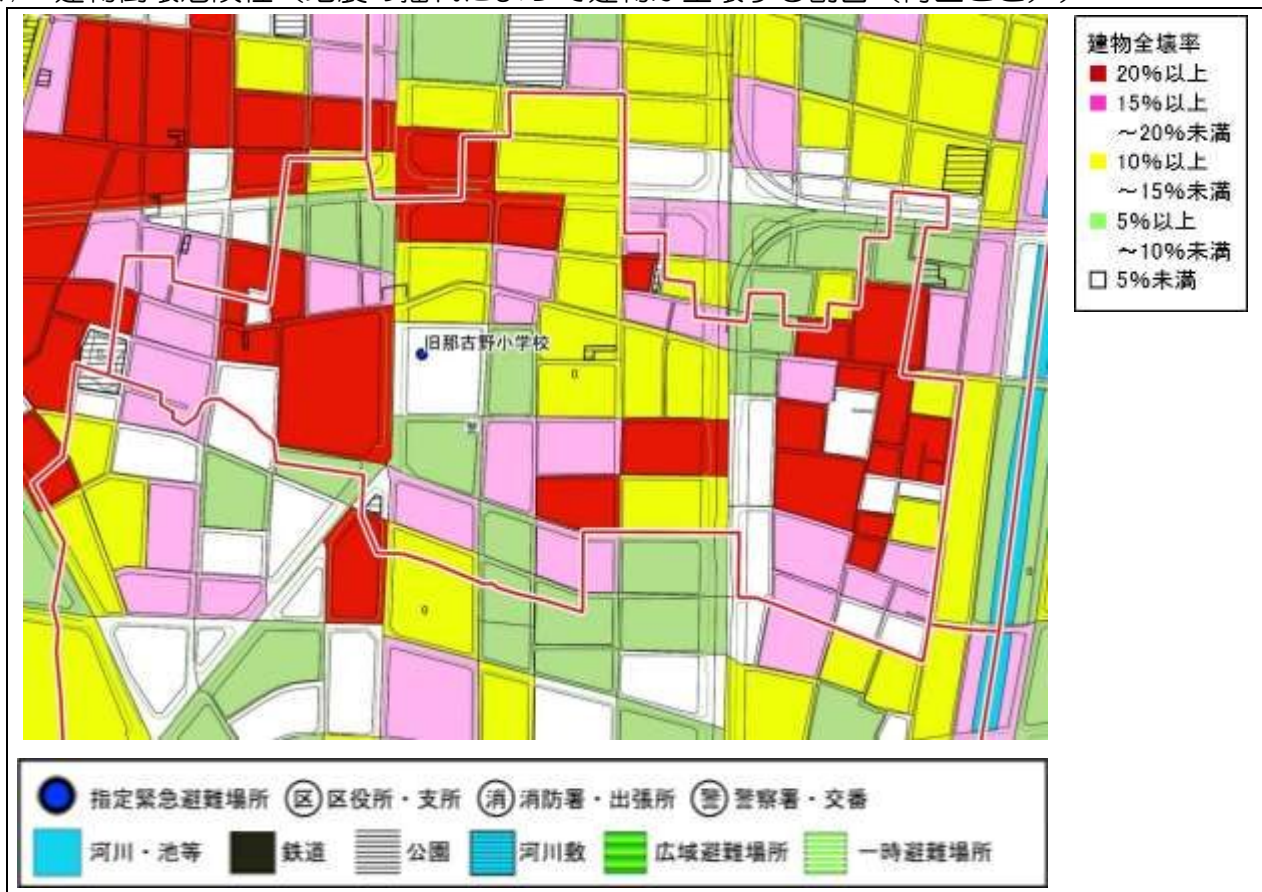 建物全壊率
20%以上
15%以上
～20%未満
10%以上
～15%未満
5%以上
～10%未満
5%未満
旧那古野小学校
指定緊急避難場所 区 区役所・支所 消 消防署・出張所 警 警察署・交番
河川・池等 鉄道 公園 河川敷 広域避難場所 一時避難場所